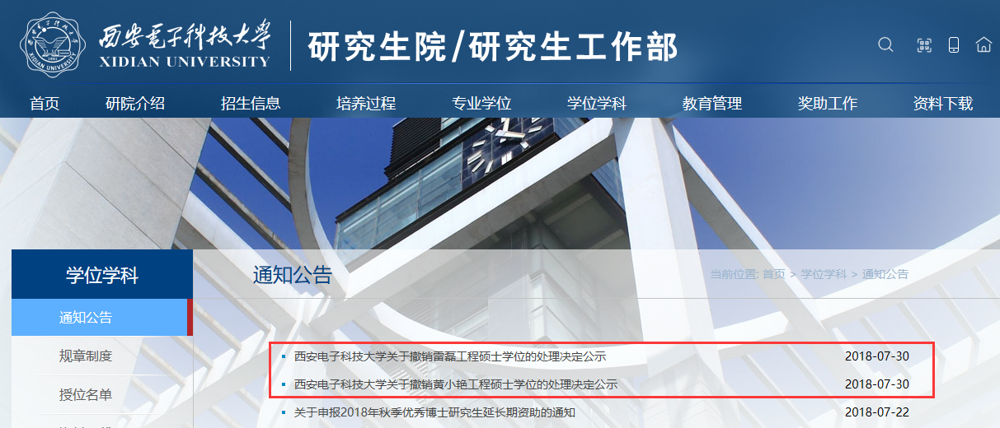 西安電子科技大学
XIDIAN UNIVERSITY
研究生院/研究生工作部
首页 研院介绍 招生信息 培养过程 专业学位 学位学科 教育管理 奖助工作 资料下载
学位学科
通知公告
当前位置: 首页 > 学位学科 > 通知公告
通知公告
规章制度
授位名单
西安电子科技大学关于撤销雷磊工程硕士学位的处理决定公示 2018-07-30
西安电子科技大学关于撤销黄小艳工程硕士学位的处理决定公示 2018-07-30
关于申报2018年秋季优秀博士研究生延长期资助的通知 2018-07-22